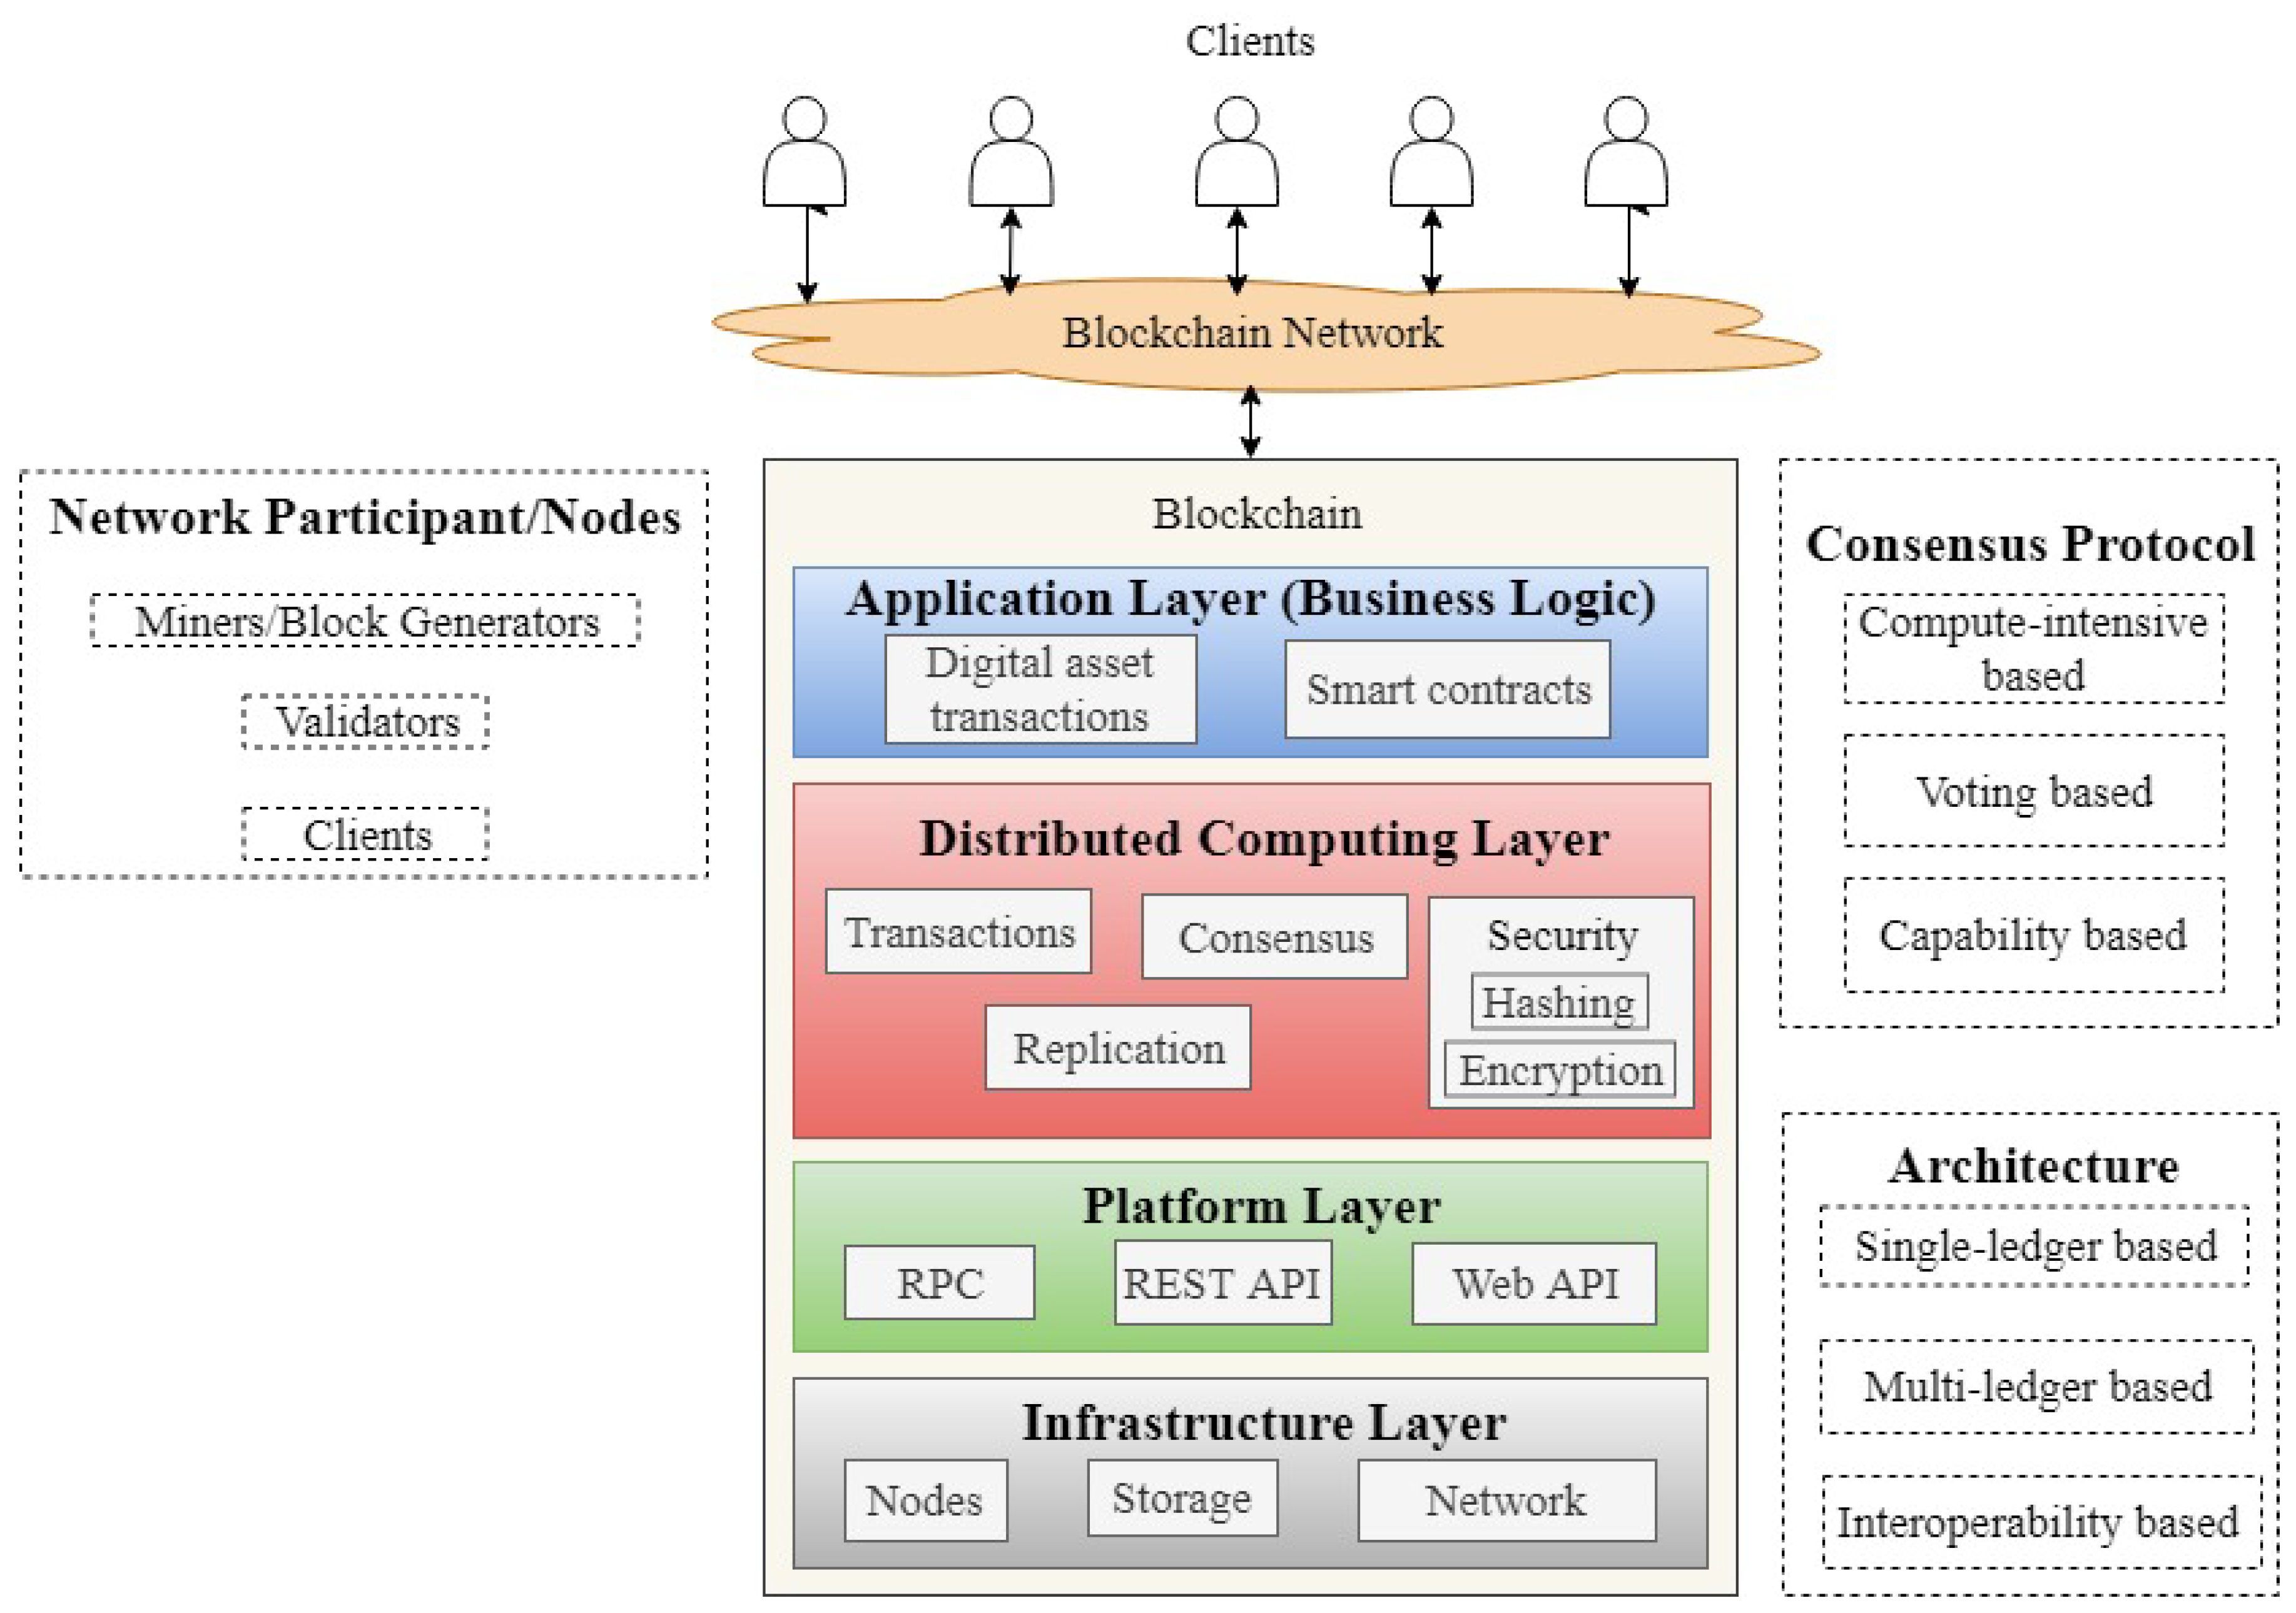 Clients
Blockchain Network
Network Participant/Nodes
Miners/Block Generators
Validators
Clients
Blockchain
Application Layer (Business Logic)
Digital asset
transactions
Smart contracts
Distributed Computing Layer
Transactions
Consensus
Replication
Security
Hashing
Encryption
Platform Layer
RPC
REST API
Web API
Infrastructure Layer
Nodes
Storage
Network
Consensus Protocol
Compute-intensive
based
Voting based
Capability based
Architecture
Single-ledger based
Multi-ledger based
Interoperability based